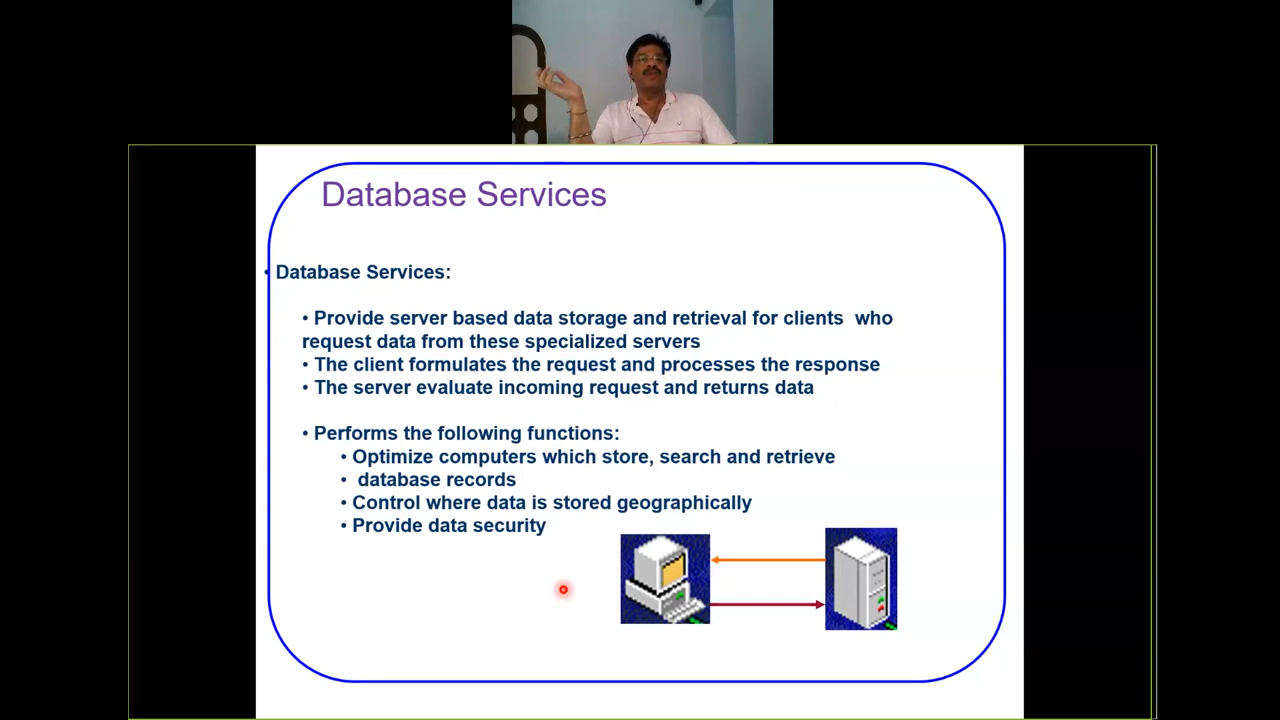 Database Services
• Database Services:
• Provide server based data storage and retrieval for clients who
request data from these specialized servers
• The client formulates the request and processes the response
• The server evaluate incoming request and returns data
• Performs the following functions:
• Optimize computers which store, search and retrieve
• database records
• Control where data is stored geographically
• Provide data security